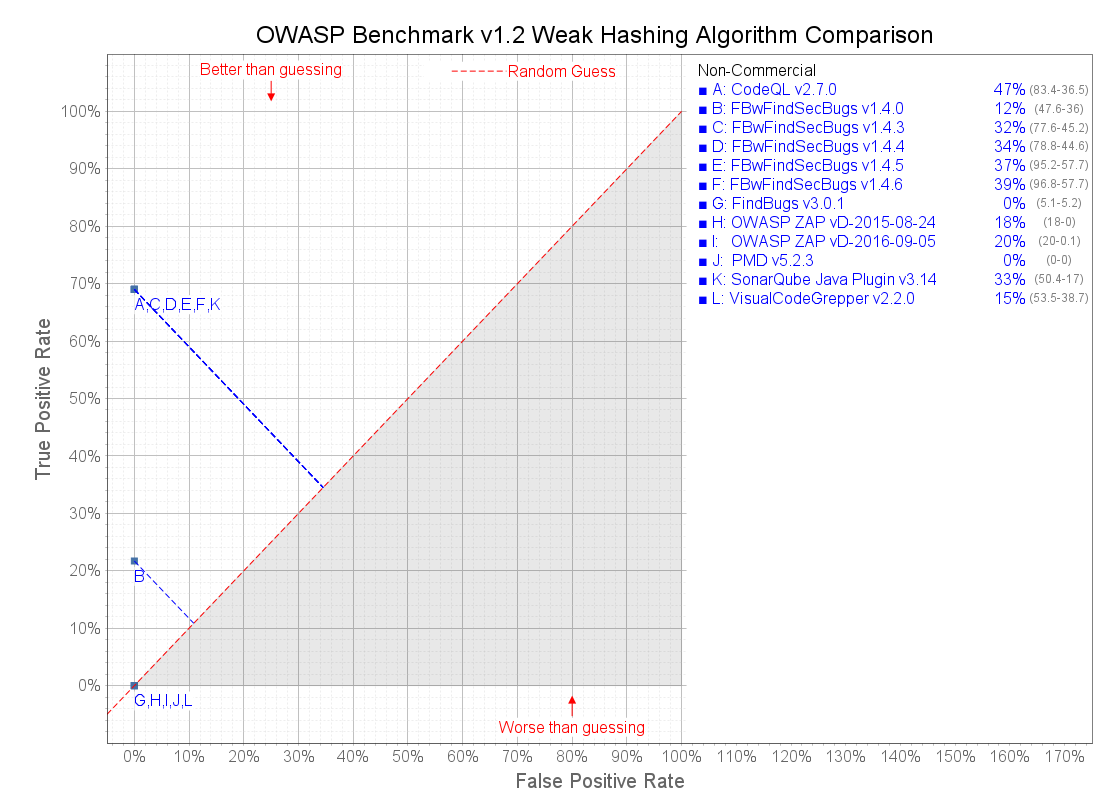 OWASP Benchmark v1.2 Weak Hashing Algorithm Comparison
Better than guessing
Random Guess
Non-Commercial
A: CodeQL v2.7.0 47% (83.4-36.5)
B: FBwFindSecBugs v1.4.0 12% (47.6-36)
C: FBwFindSecBugs v1.4.3 32% (77.6-45.2)
D: FBwFindSecBugs v1.4.4 34% (78.8-44.6)
E: FBwFindSecBugs v1.4.5 37% (95.2-57.7)
F: FBwFindSecBugs v1.4.6 39% (96.8-57.7)
G: FindBugs v3.0.1 0% (5.1-5.2)
H: OWASP ZAP vD-2015-08-24 18% (18-0)
I: OWASP ZAP vD-2016-09-05 20% (20-0.1)
J: PMD v5.2.3 0% (0-0)
K: SonarQube Java Plugin v3.14 33% (50.4-17)
L: VisualCodeGrepper v2.2.0 15% (53.5-38.7)
True Positive Rate
100%
90%
80%
70%
60%
50%
40%
30%
20%
10%
0%
A,C,D,E,F,K
B
G,H,I,J,L
Worse than guessing
0% 10% 20% 30% 40% 50% 60% 70% 80% 90% 100% 110% 120% 130% 140% 150% 160% 170%
False Positive Rate